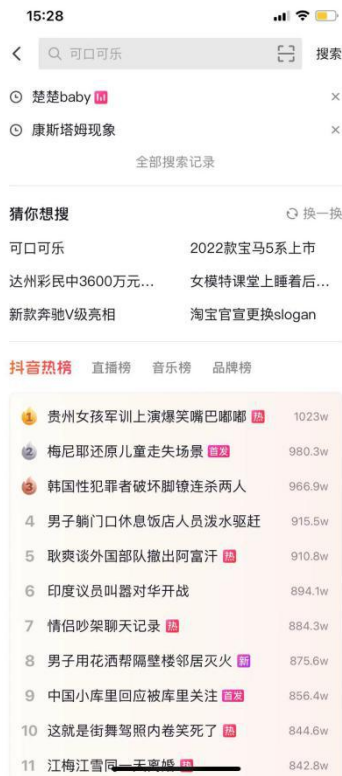 15:28
可口可乐 搜索
楚楚baby
康斯塔姆现象
全部搜索记录
猜你想搜 换一换
可口可乐 2022款宝马5系上市
达州彩民中3600万元... 女模特课堂上睡着后...
新款奔驰V级亮相 淘宝官宣更换slogan
抖音热榜 直播榜 音乐榜 品牌榜
1 贵州女孩军训上演爆笑嘴巴嘟嘟 热 1023w
2 梅尼耶还原儿童走失场景 首发 980.3w
3 韩国性犯罪者破坏脚镣连杀两人 966.9w
4 男子躺门口休息饭店人员泼水驱赶 915.5w
5 耿爽谈外国部队撤出阿富汗 热 910.8w
6 印度议员叫嚣对华开战 894.1w
7 情侣吵架聊天记录 热 884.3w
8 男子用花洒帮隔壁楼邻居灭火 新 875.6w
9 中国小库里回应被库里关注 首发 856.4w
10 这就是街舞驾照内卷笑死了 热 844.6w
11 江梅江雪同一天离婚 热 842.8w